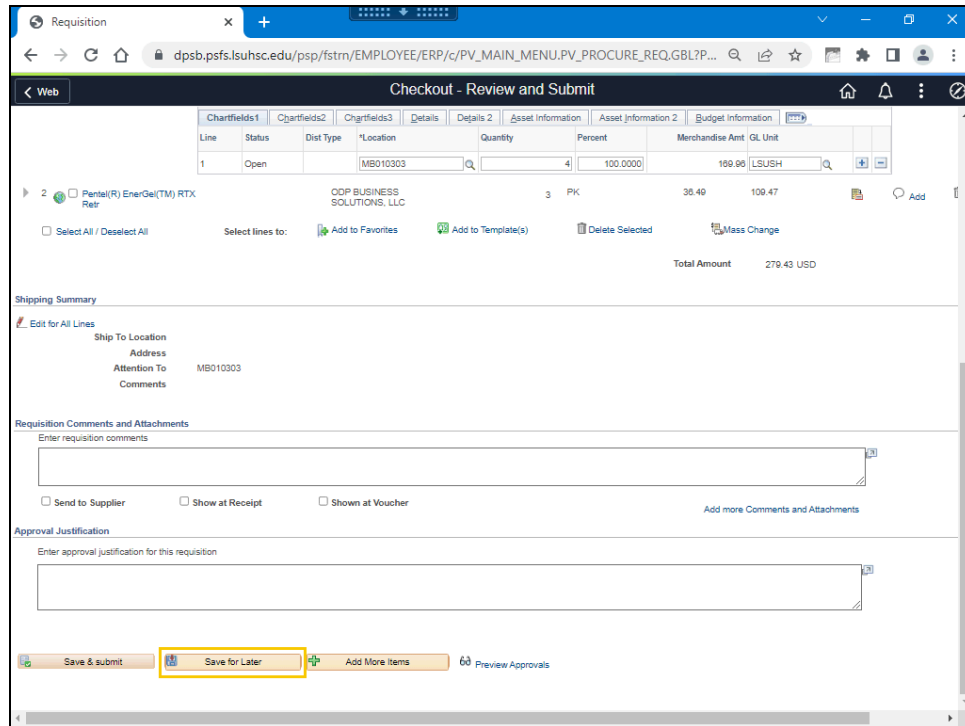 Requisition
dpsb.psfs.lsuhsc.edu/psp/fstrn/EMPLOYEE/ERP/c/PV_MAIN_MENU.PV_PROCURE_REQ.GBL?P...
Web
Checkout - Review and Submit
Chartfields1 Chartfields2 Chartfields3 Details Details 2 Asset Information Asset Information 2 Budget Information
Line Status Dist Type *Location Quantity Percent Merchandise Amt GL Unit
1 Open MB010303 4 100.0000 169.96 LSUSH
2 Pentel(R) EnerGel(TM) RTX ODP BUSINESS 3 PK 36.49 109.47 Add
Retr SOLUTIONS, LLC
Select All / Deselect All Select lines to: Add to Favorites Add to Template(s) Delete Selected Mass Change
Total Amount 279.43 USD
Shipping Summary
Edit for All Lines
Ship To Location
Address
Attention To MB010303
Comments
Requisition Comments and Attachments
Enter requisition comments
Send to Supplier Show at Receipt Shown at Voucher Add more Comments and Attachments
Approval Justification
Enter approval justification for this requisition
Save & submit Save for Later Add More Items Preview Approvals